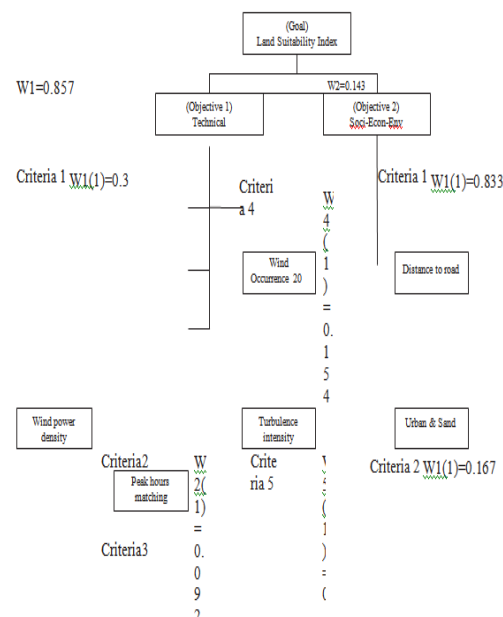 (Goal)
Land Suitability Index
W1=0.857
W2=0.143
(Objective 1)
Technical
(Objective 2)
Soci-Econ-Env
Criteria 1 W1(1)=0.3
Criteri
a 4
W
4
(
1
)
=
0.
1
5
4
Criteria 1 W1(1)=0.833
Wind
Occurrence 20
Distance to road
Wind power
density
Turbulence
intensity
Urban & Sand
Criteria2
W
2(
1)
=
0.
0
9
2
Crite
ria 5
5
(
1
)
=
Criteria 2 W1(1)=0.167
Peak hours
matching
Criteria3